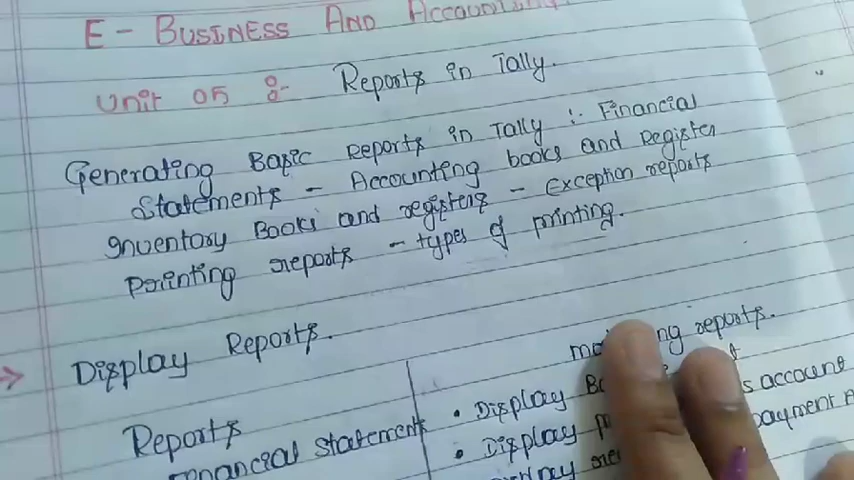 E - BUSINESS AND Accounting
Unit 05 :- Reports in Tally.
Generating Basic Reports in Tally :- Financial
Statements - Accounting books and Register
Inventory Books and registers - Exception reports
Printing reports - types of printing.
Display Reports.
ng reports.
Reports
• Display
s account
Financial statement
• Display
payment